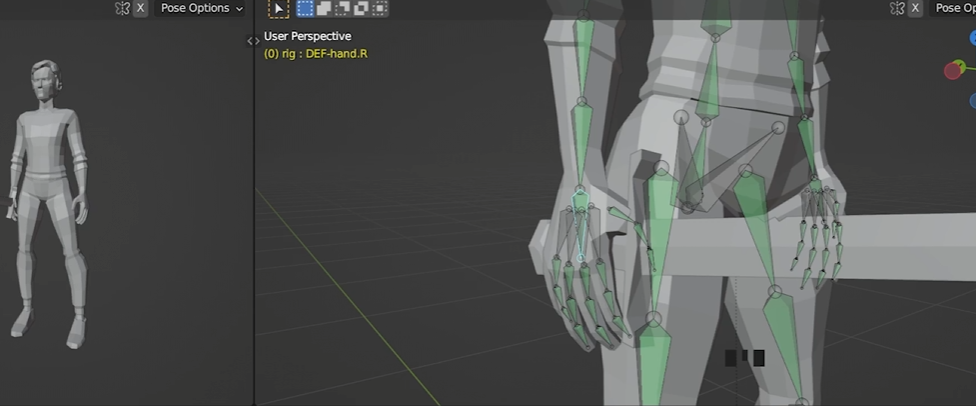 X
Pose Options
X
Pose Op
User Perspective
(0) rig : DEF-hand.R